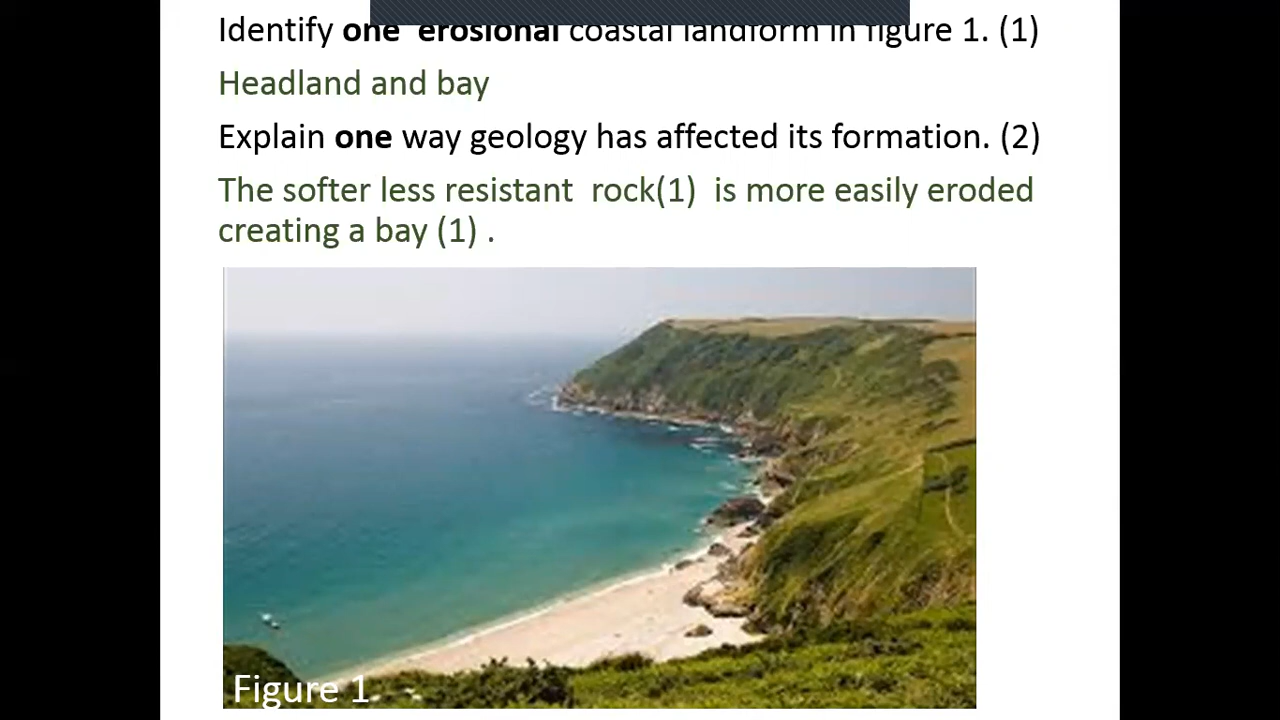 Identify one erosional coastal landform in figure 1. (1)
Headland and bay
Explain one way geology has affected its formation. (2)
The softer less resistant rock(1) is more easily eroded
creating a bay (1) .
Figure 1